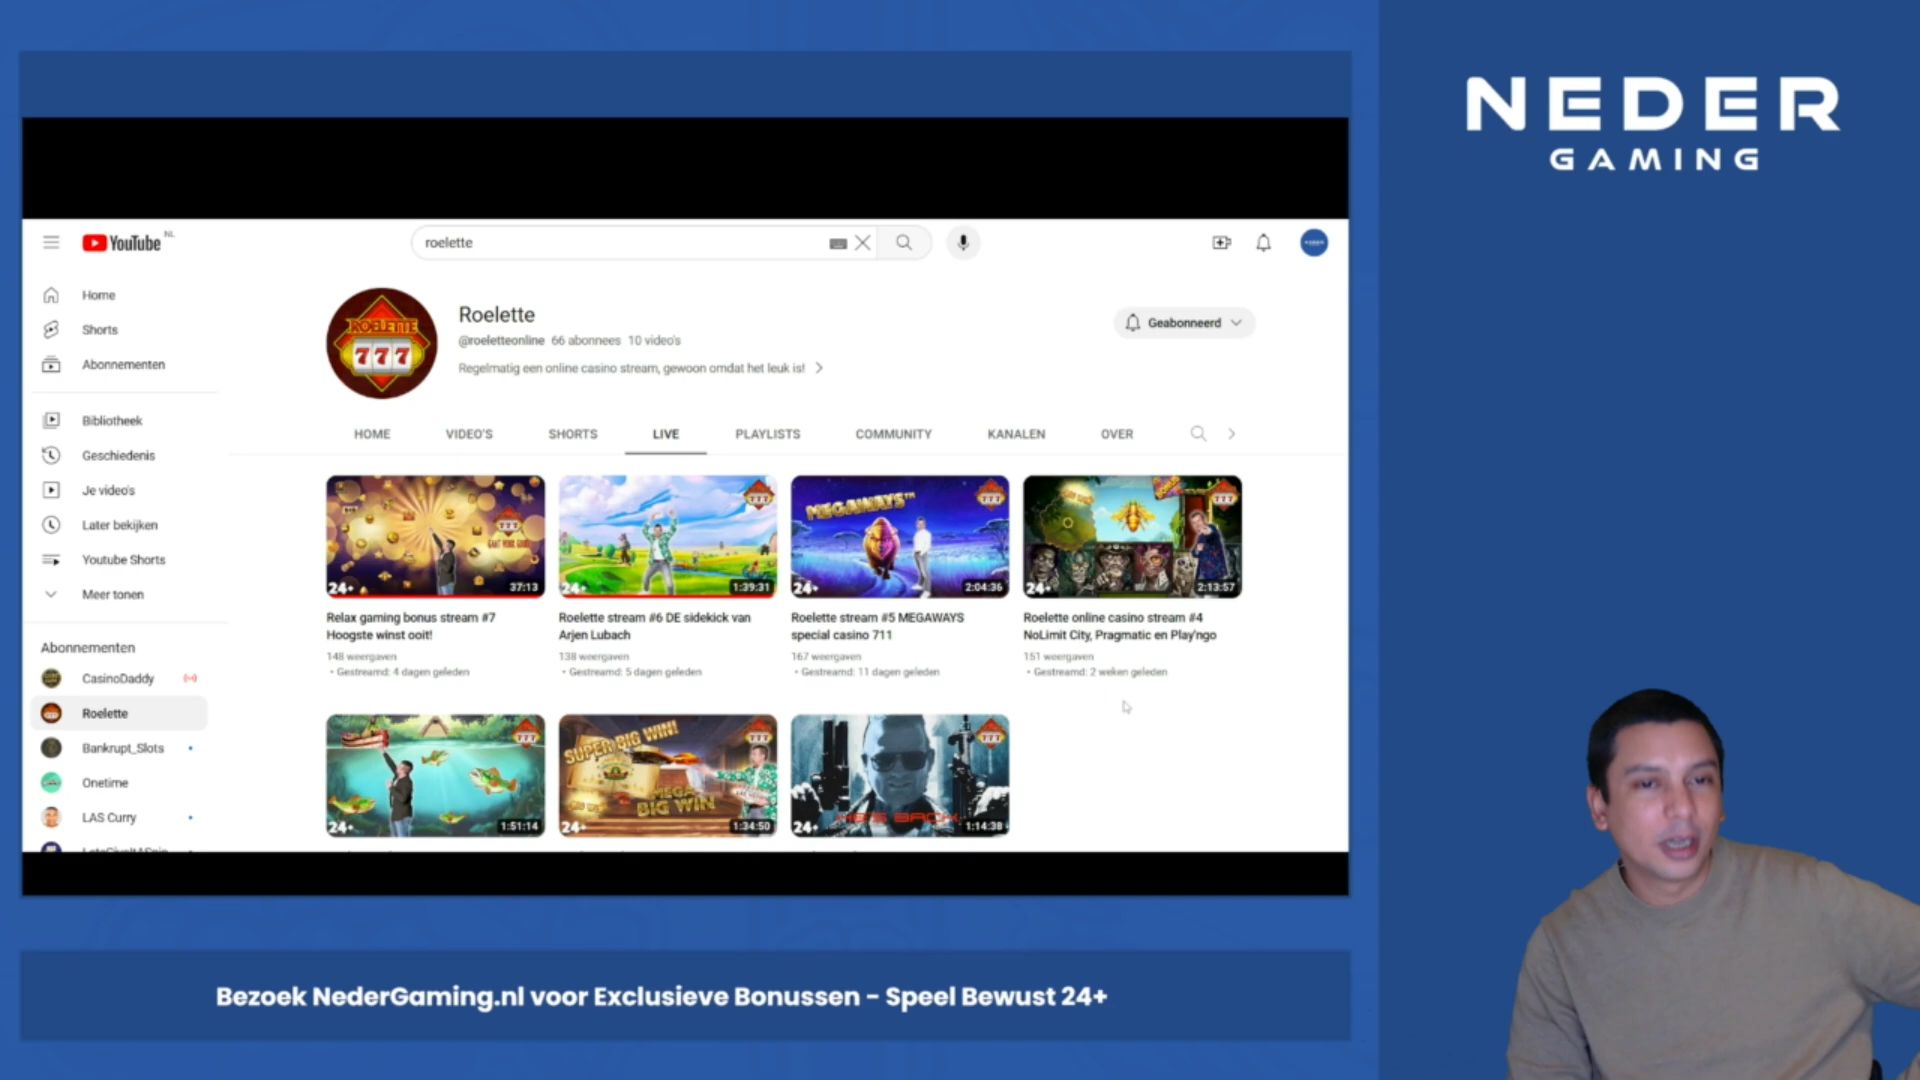 NEDER
GAMING
YouTube NL
roelette
Home
Shorts
Abonnementen
Bibliotheek
Geschiedenis
Je video's
Later bekijken
Youtube Shorts
Meer tonen
Abonnementen
CasinoDaddy
Roelette
Bankrupt_Slots
Onetime
LAS Curry
ROELETTE
777
Roelette
@roeletteonline 66 abonnees 10 video's
Regelmatig een online casino stream, gewoon omdat het leuk is!
Geabonneerd
HOME VIDEO'S SHORTS LIVE PLAYLISTS COMMUNITY KANALEN OVER
24+ 37:13
Relax gaming bonus stream #7
Hoogste winst ooit!
148 weergaven
• Gestreamd: 4 dagen geleden
24+ 1:39:31
Roelette stream #6 DE sidekick van
Arjen Lubach
138 weergaven
• Gestreamd: 5 dagen geleden
MEGAWAYS™
24+ 2:04:36
Roelette stream #5 MEGAWAYS
special casino 711
167 weergaven
• Gestreamd: 11 dagen geleden
24+ 2:13:57
Roelette online casino stream #4
NoLimit City, Pragmatic en Play'ngo
151 weergaven
• Gestreamd: 2 weken geleden
24+ 1:51:14
SUPER BIG WIN!
MEGA
BIG WIN
24+ 1:34:50
HE'S BACK
24+ 1:14:38
Bezoek NederGaming.nl voor Exclusieve Bonussen - Speel Bewust 24+